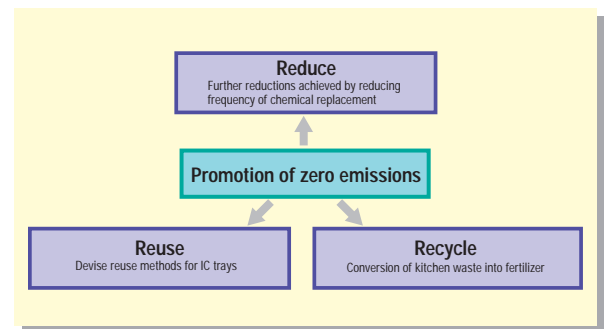 Reduce
Further reductions achieved by reducing
frequency of chemical replacement
Promotion of zero emissions
Reuse
Devise reuse methods for IC trays
Recycle
Conversion of kitchen waste into fertilizer